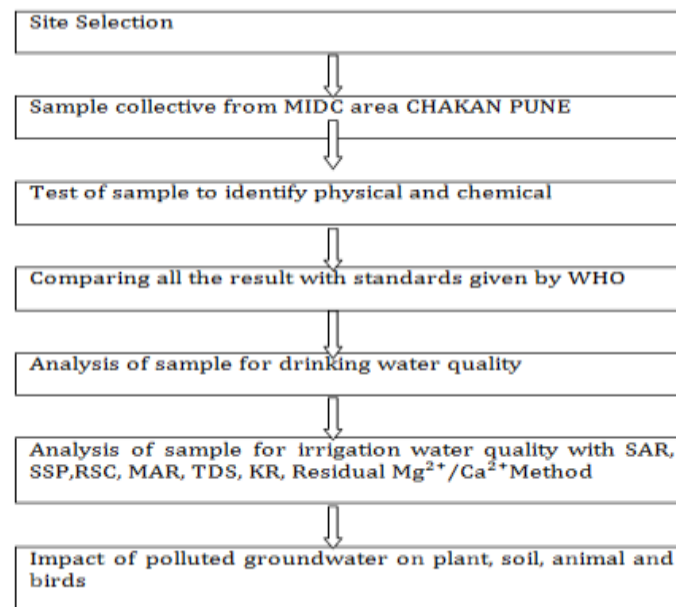 Site Selection
Sample collective from MIDC area CHAKAN PUNE
Test of sample to identify physical and chemical
Comparing all the result with standards given by WHO
Analysis of sample for drinking water quality
Analysis of sample for irrigation water quality with SAR,
SSP,RSC, MAR, TDS, KR, Residual Mg²⁺/Ca²⁺Method
Impact of polluted groundwater on plant, soil, animal and
birds